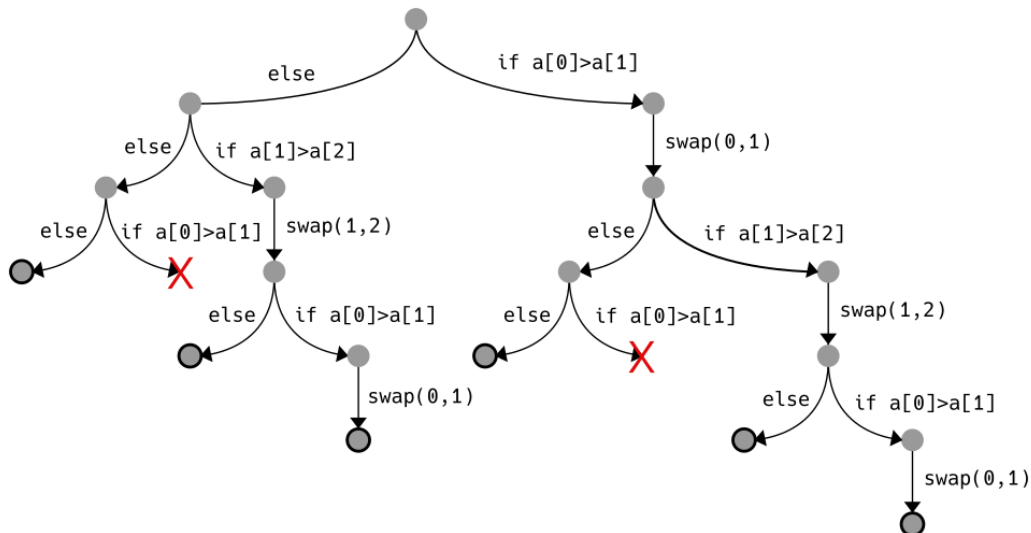 if a[0]>a[1]
else
else
if a[1]>a[2]
swap(0,1)
else
if a[0]>a[1]
swap(1,2)
else
if a[1]>a[2]
X
else
if a[0]>a[1]
else
if a[0]>a[1]
swap(1,2)
X
swap(0,1)
else
if a[0]>a[1]
swap(0,1)